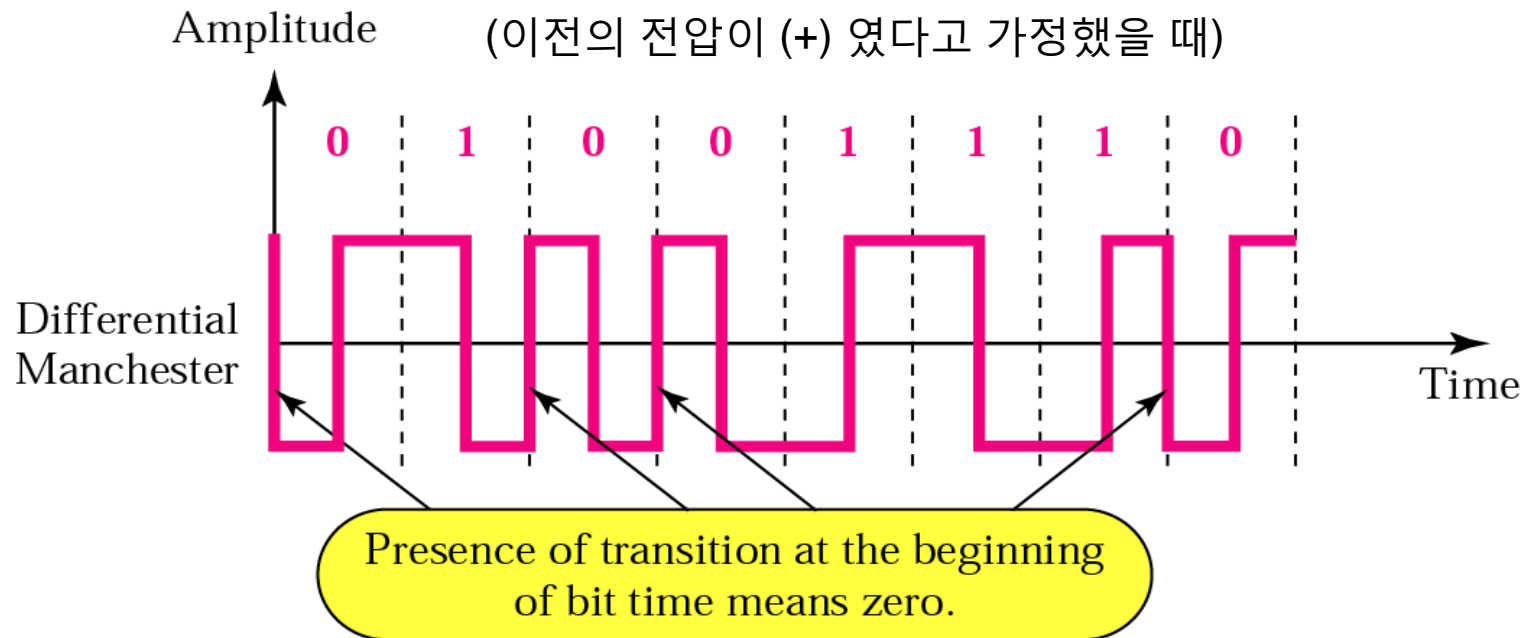 Amplitude
(이전의 전압이 (+) 였다고 가정했을 때)
0 1 0 0 1 1 1 0
Differential
Manchester
Time
Presence of transition at the beginning
of bit time means zero.